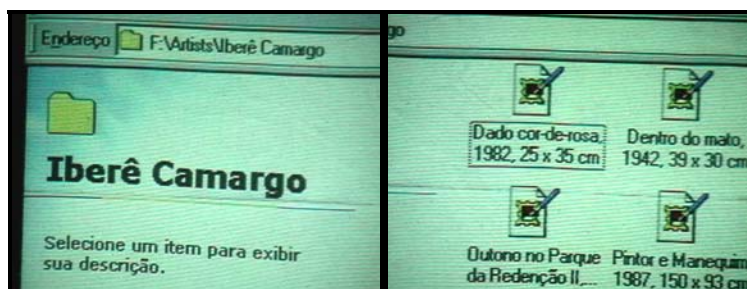 Endereço F:\Artists\Iberê Camargo
Iberê Camargo
Selecione um item para exibir
sua descrição.
go
Dado cor-de-rosa,
1982, 25 x 35 cm
Dentro do mato,
1942, 39 x 30 cm
Outono no Parque
da Redenção II,...
Pintor e Manequim
1987, 150 x 93 cm